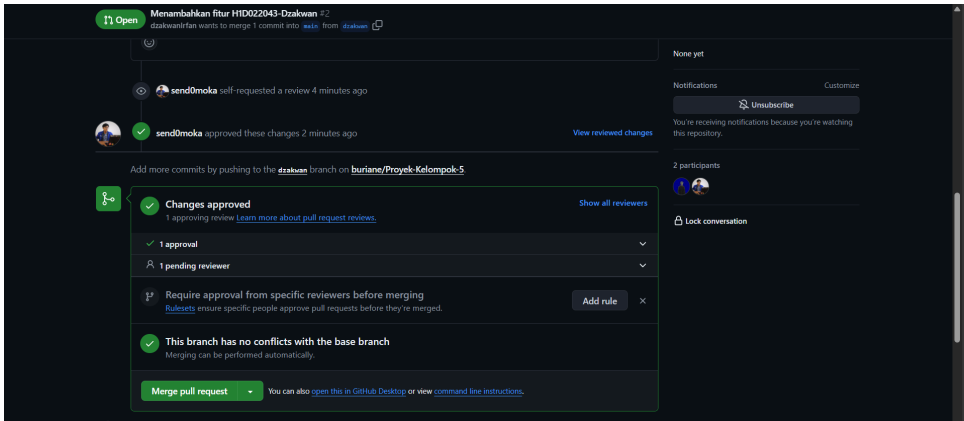 Open
Menambahkan fitur H1D022043-Dzakwan #2
dzakwanirfan wants to merge 1 commit into main from dzakwan
None yet
send0moka self-requested a review 4 minutes ago
Notifications Customize
Unsubscribe
You're receiving notifications because you're watching
this repository.
send0moka approved these changes 2 minutes ago
View reviewed changes
2 participants
Add more commits by pushing to the dzakwan branch on buriane/Proyek-Kelompok-5.
Changes approved
Show all reviewers
1 approving review Learn more about pull request reviews.
Lock conversation
1 approval
1 pending reviewer
Require approval from specific reviewers before merging
Rulesets ensure specific people approve pull requests before they're merged.
Add rule
This branch has no conflicts with the base branch
Merging can be performed automatically.
Merge pull request
You can also open this in GitHub Desktop or view command line instructions.